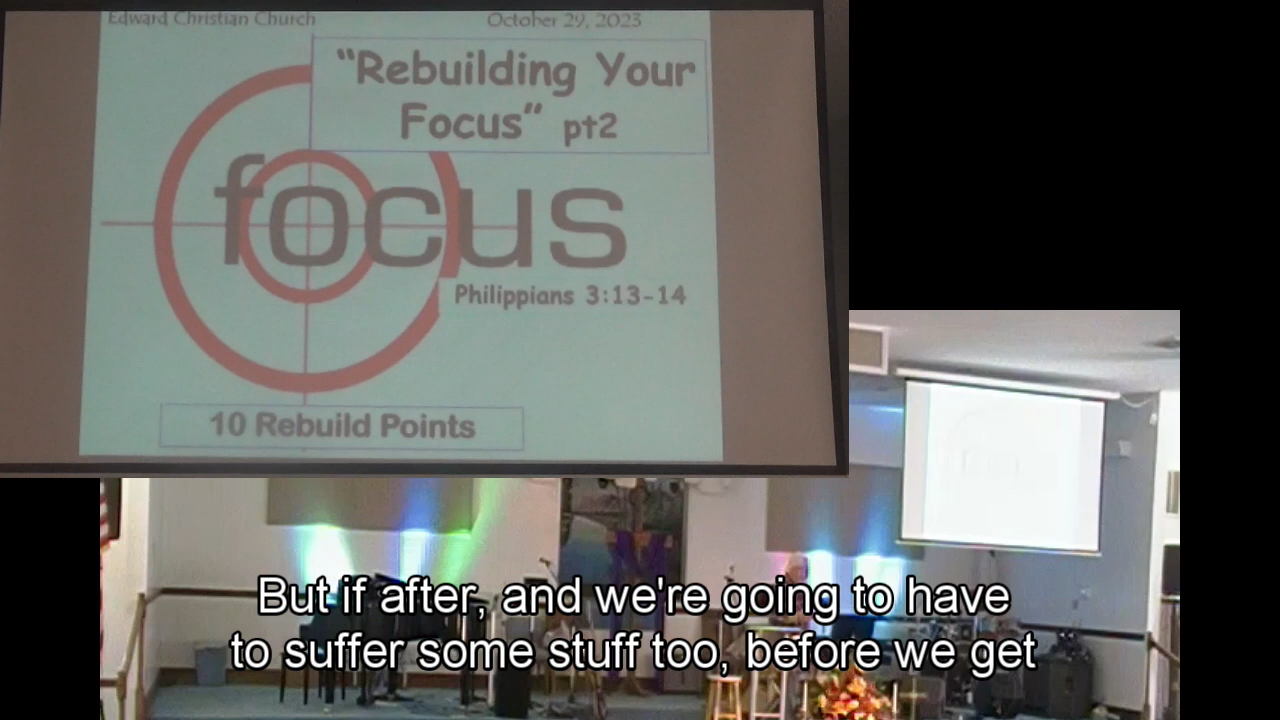 Edward Christian Church
October 29, 2023
“Rebuilding Your
Focus” pt2
focus
Philippians 3:13-14
10 Rebuild Points
But if after, and we're going to have
to suffer some stuff too, before we get